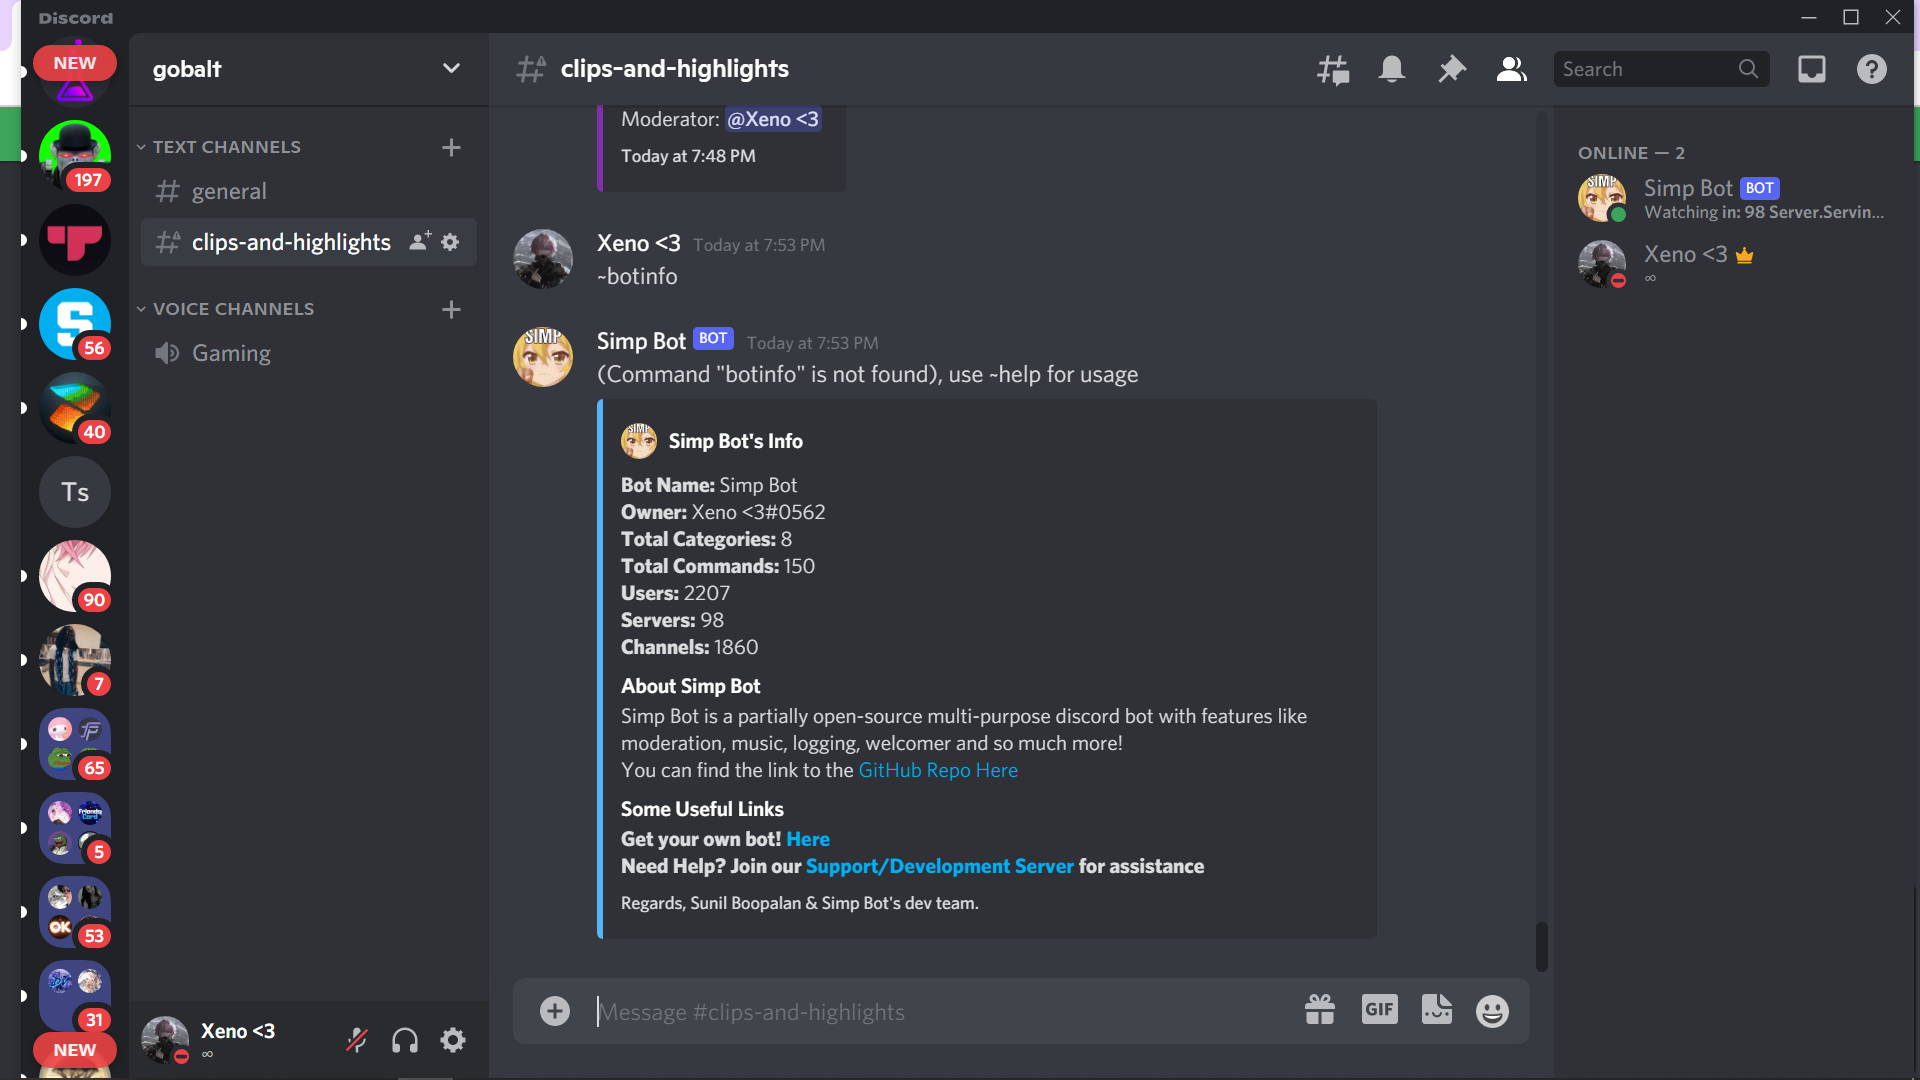 Discord
NEW
197
56
40
Ts
90
7
65
5
OK
53
31
NEW
gobalt
TEXT CHANNELS
general
clips-and-highlights
VOICE CHANNELS
Gaming
Xeno <3
∞
clips-and-highlights
Search
Moderator: @Xeno <3
Today at 7:48 PM
Xeno <3 Today at 7:53 PM
~botinfo
SIMP
Simp Bot BOT Today at 7:53 PM
(Command "botinfo" is not found), use ~help for usage
SIMP
Simp Bot's Info
Bot Name: Simp Bot
Owner: Xeno <3#0562
Total Categories: 8
Total Commands: 150
Users: 2207
Servers: 98
Channels: 1860
About Simp Bot
Simp Bot is a partially open-source multi-purpose discord bot with features like
moderation, music, logging, welcomer and so much more!
You can find the link to the GitHub Repo Here
Some Useful Links
Get your own bot! Here
Need Help? Join our Support/Development Server for assistance
Regards, Sunil Boopalan & Simp Bot's dev team.
Message #clips-and-highlights
GIF
ONLINE — 2
SIMP
Simp Bot BOT
Watching in: 98 Server.Servin...
Xeno <3
∞